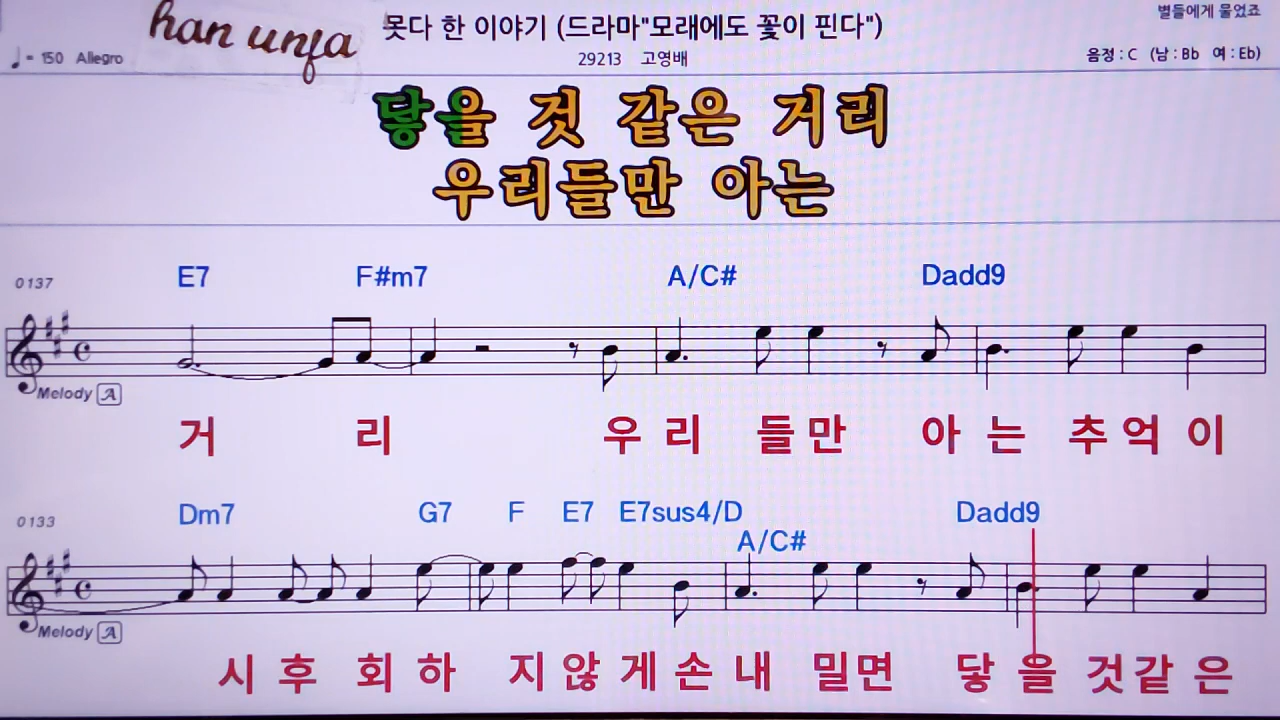 han unja
못다 한 이야기 (드라마"모래에도 꽃이 핀다")
별들에게 물었죠
♩= 150 Allegro
29213 고영배
음정 : C (남 : Bb 여 : Eb)
닿을 것 같은 거리
우리들만 아는
0137
E7 F#m7 A/C# Dadd9
Melody A
거 리 우 리 들 만 아 는 추 억 이
0133
Dm7 G7 F E7 E7sus4/D A/C# Dadd9
Melody A
시 후 회 하 지 않 게 손 내 밀 면 닿 을 것 같 은